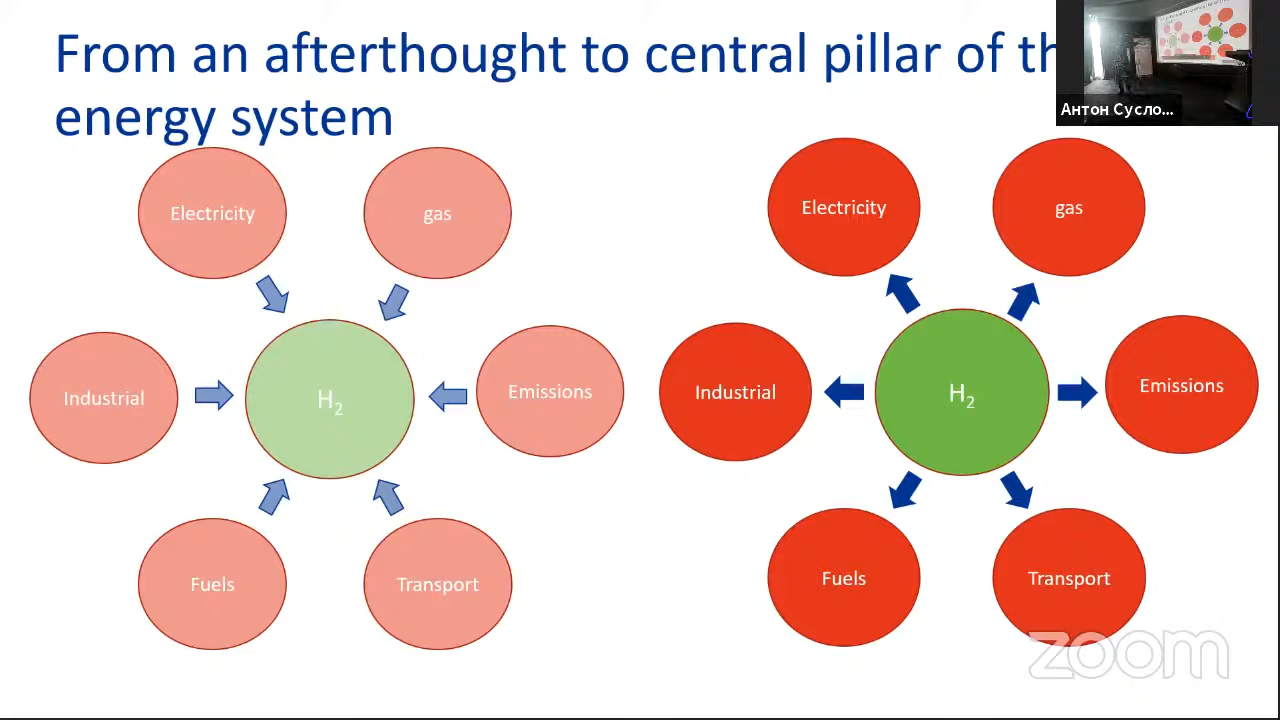 From an afterthought to central pillar of th
energy system
Антон Сусло...
Electricity
gas
Industrial
H₂
Emissions
Fuels
Transport
Electricity
gas
Industrial
H₂
Emissions
Fuels
Transport
zoom